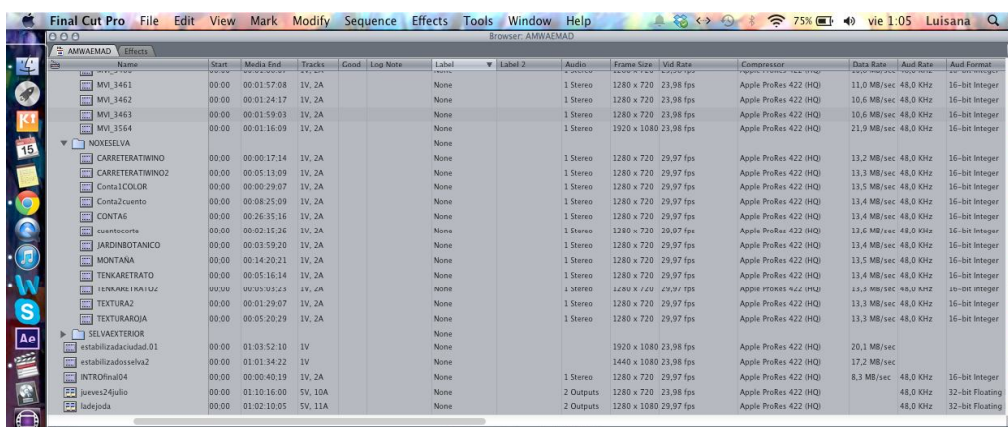 Final Cut Pro File Edit View Mark Modify Sequence Effects Tools Window Help 75% vie 1:05 Luisana
Browser: AMWAEMAD
AMWAEMAD Effects
Name Start Media End Tracks Good Log Note Label Label 2 Audio Frame Size Vid Rate Compressor Data Rate Aud Rate Aud Format
MVI_3461 00:00 00:01:57:08 1V, 2A None 1 Stereo 1280 x 720 23,98 fps Apple ProRes 422 (HQ) 11,0 MB/sec 48,0 KHz 16-bit Integer
MVI_3462 00:00 00:01:24:17 1V, 2A None 1 Stereo 1280 x 720 23,98 fps Apple ProRes 422 (HQ) 10,6 MB/sec 48,0 KHz 16-bit Integer
MVI_3463 00:00 00:01:59:03 1V, 2A None 1 Stereo 1280 x 720 23,98 fps Apple ProRes 422 (HQ) 10,6 MB/sec 48,0 KHz 16-bit Integer
MVI_3564 00:00 00:01:16:09 1V, 2A None 1 Stereo 1920 x 1080 23,98 fps Apple ProRes 422 (HQ) 21,9 MB/sec 48,0 KHz 16-bit Integer
NOXESELVA None
CARRETERATIWINO 00;00 00:00:17;14 1V, 2A None 1 Stereo 1280 x 720 29,97 fps Apple ProRes 422 (HQ) 13,2 MB/sec 48,0 KHz 16-bit Integer
CARRETERATIWINO2 00;00 00:05:13;09 1V, 2A None 1 Stereo 1280 x 720 29,97 fps Apple ProRes 422 (HQ) 13,3 MB/sec 48,0 KHz 16-bit Integer
Conta1COLOR 00;00 00:00:29;07 1V, 2A None 1 Stereo 1280 x 720 29,97 fps Apple ProRes 422 (HQ) 13,5 MB/sec 48,0 KHz 16-bit Integer
Conta2cuento 00;00 00:08:25;09 1V, 2A None 1 Stereo 1280 x 720 29,97 fps Apple ProRes 422 (HQ) 13,4 MB/sec 48,0 KHz 16-bit Integer
CONTA6 00;00 00:26:35;16 1V, 2A None 1 Stereo 1280 x 720 29,97 fps Apple ProRes 422 (HQ) 13,4 MB/sec 48,0 KHz 16-bit Integer
cuentocorte 00;00 00:02:15;26 1V, 2A None 1 Stereo 1280 x 720 29,97 fps Apple ProRes 422 (HQ) 13,6 MB/sec 48,0 KHz 16-bit Integer
JARDINBOTANICO 00;00 00:03:59;20 1V, 2A None 1 Stereo 1280 x 720 29,97 fps Apple ProRes 422 (HQ) 13,4 MB/sec 48,0 KHz 16-bit Integer
MONTAÑA 00;00 00:14:20;21 1V, 2A None 1 Stereo 1280 x 720 29,97 fps Apple ProRes 422 (HQ) 13,5 MB/sec 48,0 KHz 16-bit Integer
TENKARETRATO 00;00 00:05:16;14 1V, 2A None 1 Stereo 1280 x 720 29,97 fps Apple ProRes 422 (HQ) 13,4 MB/sec 48,0 KHz 16-bit Integer
TENKARETRATO2 00;00 00:05:03;23 1V, 2A None 1 Stereo 1280 x 720 29,97 fps Apple ProRes 422 (HQ) 13,3 MB/sec 48,0 KHz 16-bit Integer
TEXTURA2 00;00 00:01:29;07 1V, 2A None 1 Stereo 1280 x 720 29,97 fps Apple ProRes 422 (HQ) 13,3 MB/sec 48,0 KHz 16-bit Integer
TEXTURAROJA 00;00 00:05:20;29 1V, 2A None 1 Stereo 1280 x 720 29,97 fps Apple ProRes 422 (HQ) 13,3 MB/sec 48,0 KHz 16-bit Integer
SELVAEXTERIOR None
estabilizadaciudad.01 00:00 01:03:52:10 1V None 1920 x 1080 23,98 fps Apple ProRes 422 (HQ) 20,1 MB/sec
estabilizadosselva2 00:00 01:01:34:22 1V None 1440 x 1080 23,98 fps Apple ProRes 422 (HQ) 17,2 MB/sec
INTROfinal04 00;00 00:00:40;19 1V, 2A None 1 Stereo 1280 x 720 29,97 fps Apple ProRes 422 (HQ) 8,3 MB/sec 48,0 KHz 16-bit Integer
jueves24julio 00:00 01:10:16:00 5V, 10A None 2 Outputs 1280 x 720 23,98 fps Apple ProRes 422 (HQ) 48,0 KHz 32-bit Floating
ladejoda 00;00 01:02:10;05 5V, 11A None 2 Outputs 1280 x 1080 29,97 fps Apple ProRes 422 (HQ) 48,0 KHz 32-bit Floating
15
Ae